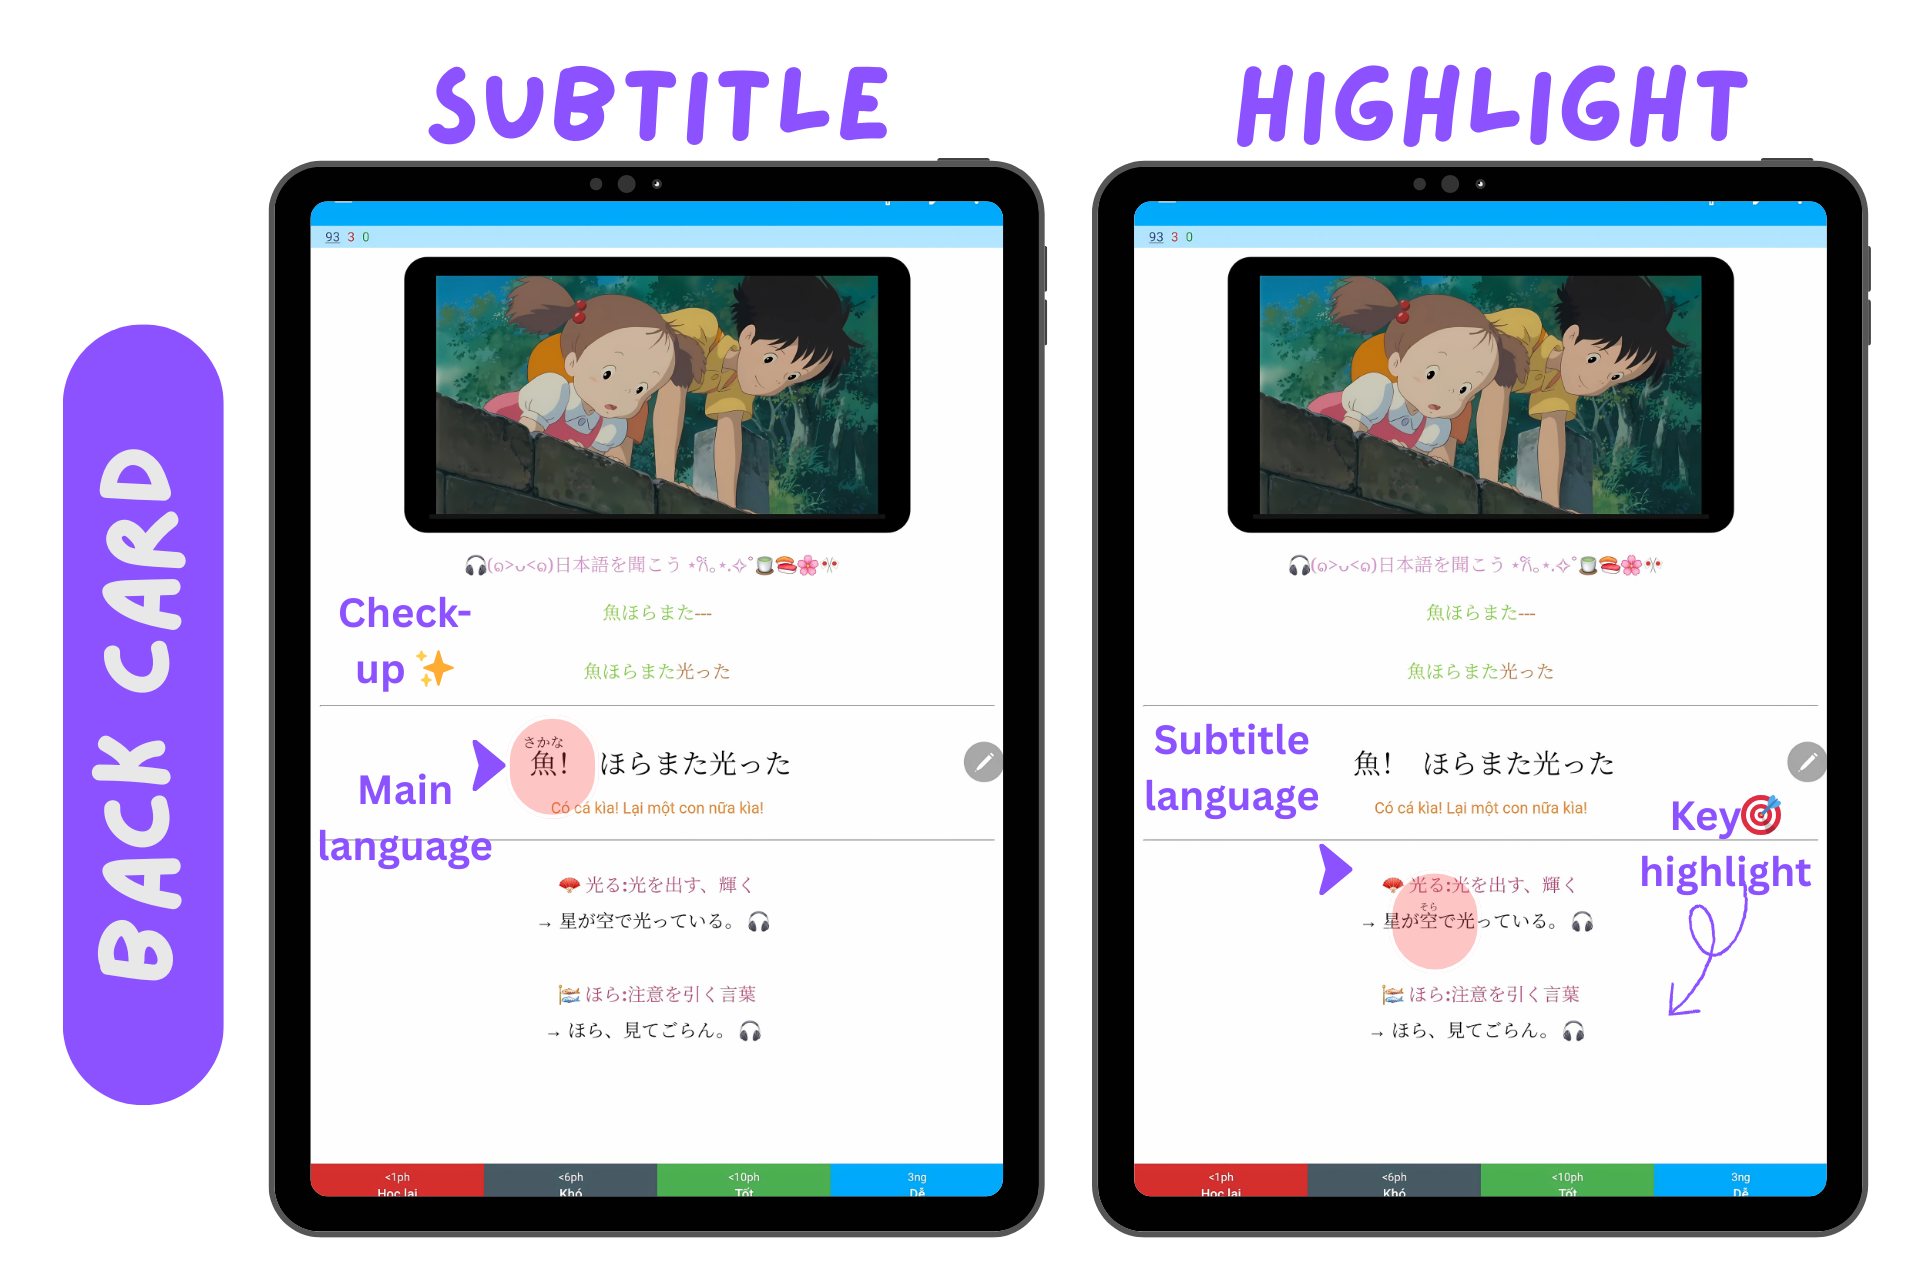 SUBTITLE
HIGHLIGHT
BACK CARD
93 3 0
🎧(๑>ᴗ<๑)日本語を聞こう ⋆𐙚｡⋆.✧˚🍵🍣🌸🎌
魚ほらまた---
魚ほらまた光った
Check-
up ✨
さかな
魚！ ほらまた光った
Có cá kìa! Lại một con nữa kìa!
Main
language
🪭 光る:光を出す、輝く
→ 星が空で光っている。🎧
🎏 ほら:注意を引く言葉
→ ほら、見てごらん。🎧
<1ph
Học lại
<6ph
Khó
<10ph
Tốt
3ng
Dễ
93 3 0
🎧(๑>ᴗ<๑)日本語を聞こう ⋆𐙚｡⋆.✧˚🍵🍣🌸🎌
魚ほらまた---
魚ほらまた光った
Subtitle
language
魚！ ほらまた光った
Có cá kìa! Lại một con nữa kìa!
Key🎯
highlight
🪭 光る:光を出す、輝く
そら
→ 星が空で光っている。🎧
🎏 ほら:注意を引く言葉
→ ほら、見てごらん。🎧
<1ph
Học lại
<6ph
Khó
<10ph
Tốt
3ng
Dễ